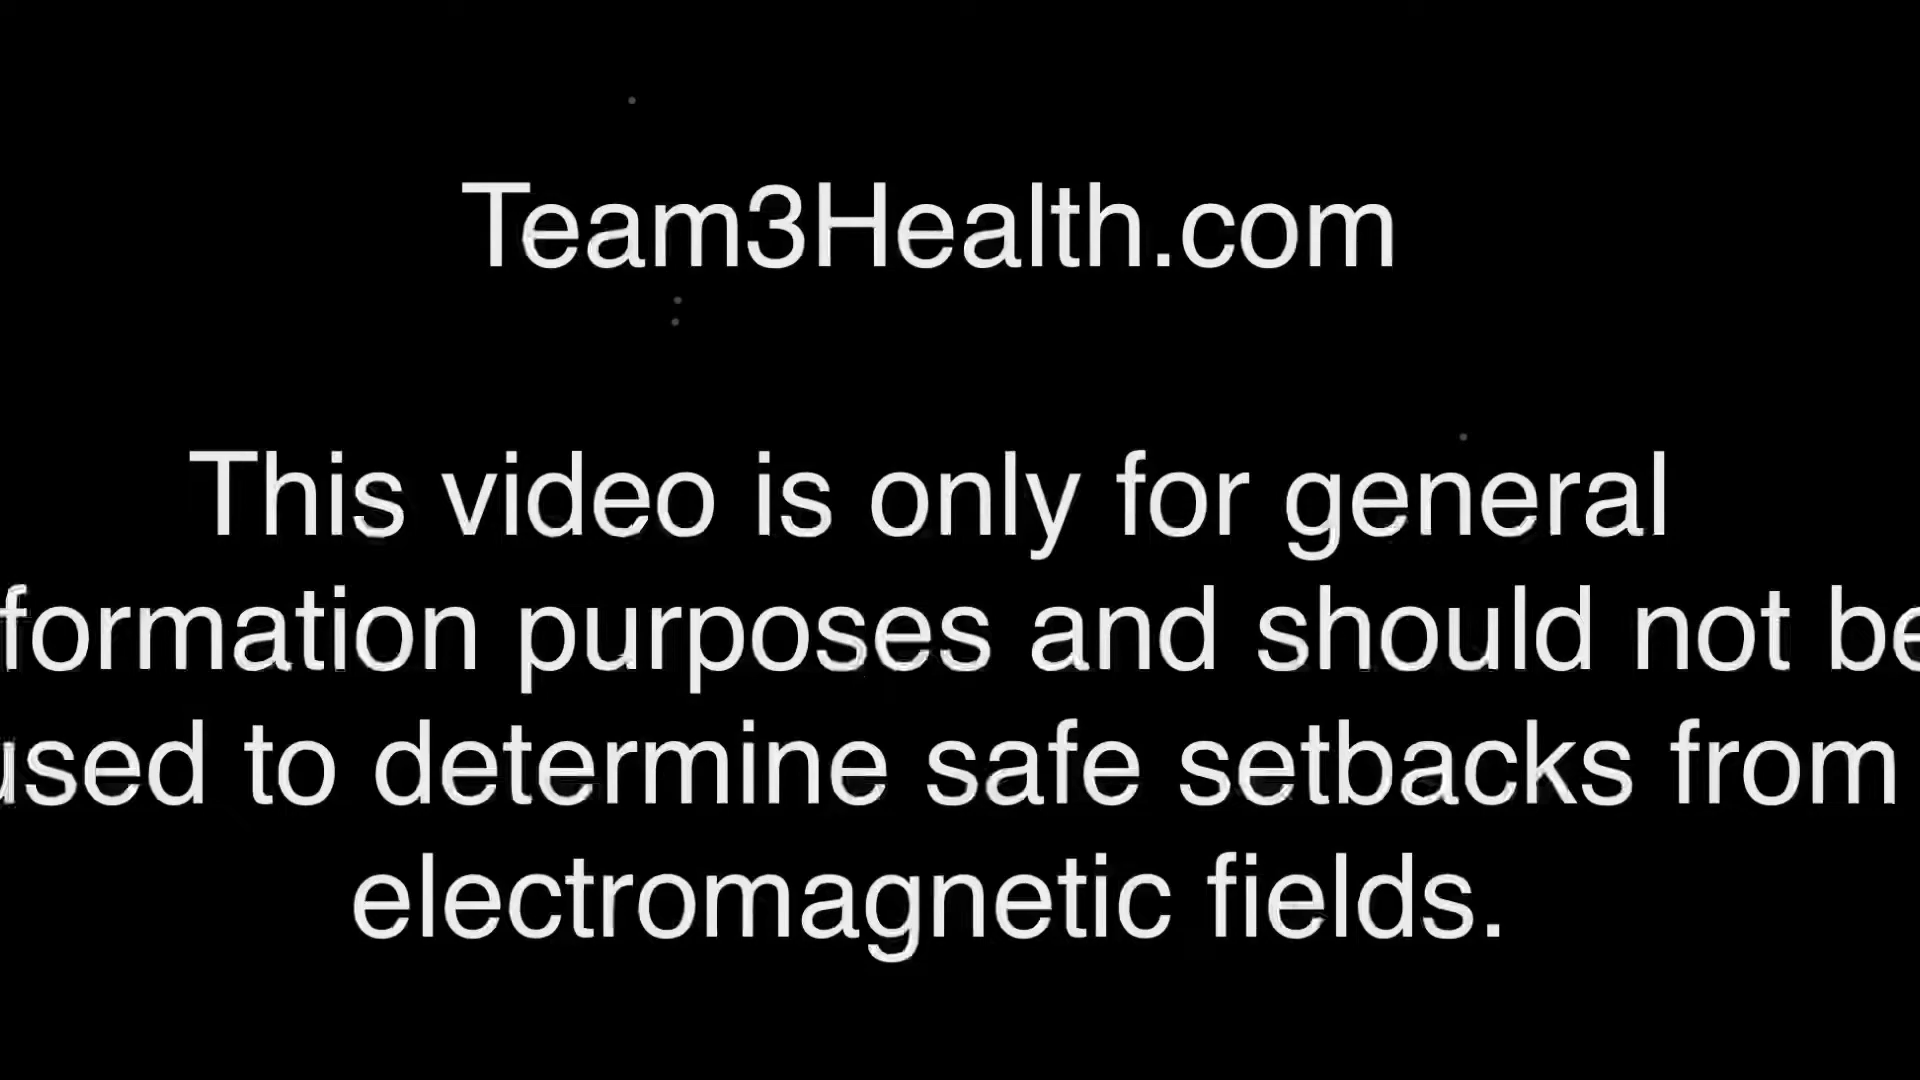 Team3Health.com
This video is only for general
formation purposes and should not be
used to determine safe setbacks from
electromagnetic fields.